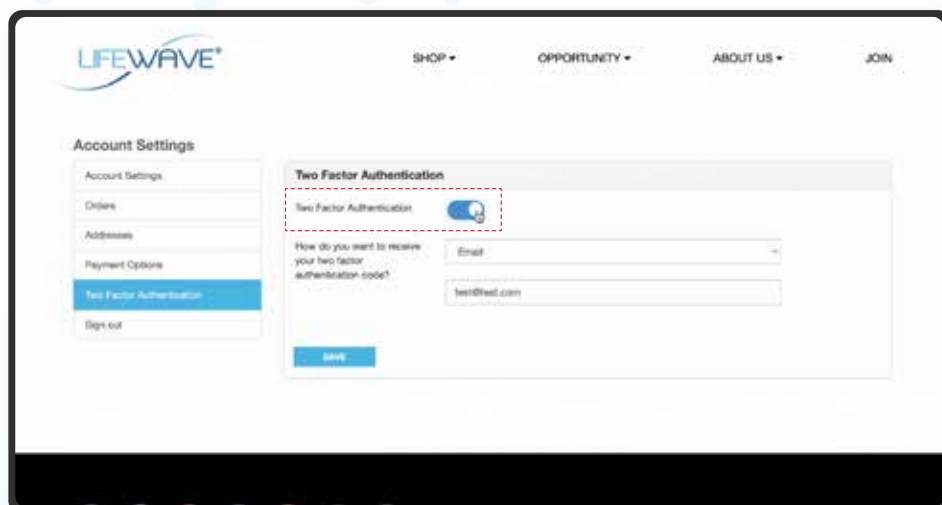 LIFEWAVE®
SHOP OPPORTUNITY ABOUT US JOIN
Account Settings
Account Settings
Orders
Addresses
Payment Options
Two Factor Authentication
Sign out
Two Factor Authentication
Two Factor Authentication
How do you want to receive
your two factor
authentication code?
Email
test@test.com
SAVE